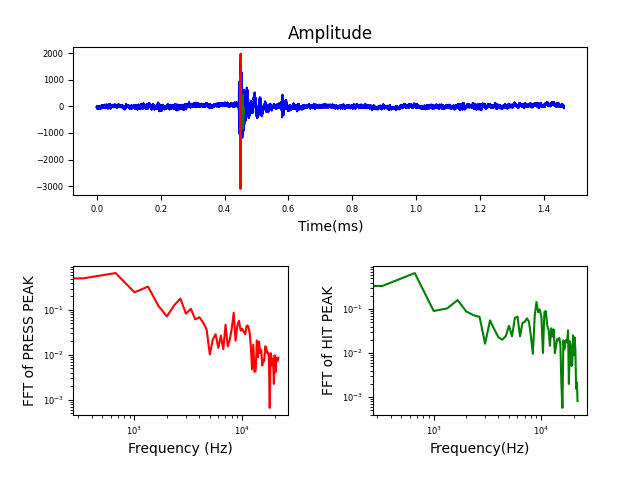 Amplitude
2000
1000
0
−1000
−2000
−3000
0.0 0.2 0.4 0.6 0.8 1.0 1.2 1.4
Time(ms)
FFT of PRESS PEAK
10⁻¹
10⁻²
10⁻³
10³ 10⁴
Frequency (Hz)
FFT of HIT PEAK
10⁻¹
10⁻²
10⁻³
10³ 10⁴
Frequency(Hz)